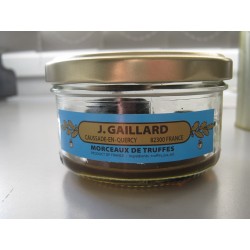 J. GAILLARD
CAUSSADE-EN-QUERCY 82300 FRANCE
MORCEAUX DE TRUFFES